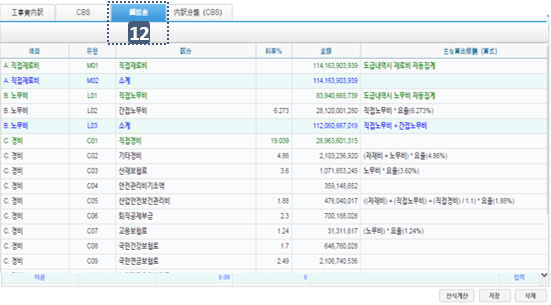 工事費内訳 CBS 總括表 内訳分盤 (CBS)
12
項目 유형 區分 料率% 金額 主な算出根據 (算式)
A. 직접재료비 M01 직접재료비 114,163,903,939 도급내역서 재료비 자동집계
A. 직접재료비 M02 소계 114,163,903,939
B. 노무비 L01 직접노무비 83,940,665,739 도급내역서 노무비 자동집계
B. 노무비 L02 간접노무비 6.273 28,120,001,280 직접노무비 * 요율(6.273%)
B. 노무비 L03 소계 112,060,667,019 직접노무비 + 간접노무비
C. 경비 C01 직접경비 19.039 28,963,601,315
C. 경비 C02 기타경비 4.86 2,103,236,920 (자재비 + 노무비) * 요율(4.86%)
C. 경비 C03 산재보험료 3.6 1,071,653,245 노무비 * 요율(3.60%)
C. 경비 C04 안전관리비기초액 359,148,652
C. 경비 C05 산업안전보건관리비 1.88 478,040,017 ((자재비) + (직접노무비) + (직접경비) / 1.1) * 요율(1.88%)
C. 경비 C06 퇴직공제부금 2.3 700,188,028
C. 경비 C07 고용보험료 1.24 31,311,617 (노무비) * 요율(1.24%)
C. 경비 C08 국민건강보험료 1.7 646,760,028
C. 경비 C09 국민연금보험료 2.49 2,106,740,536
이윤 0.00 0 입력
산식계산 저장 삭제